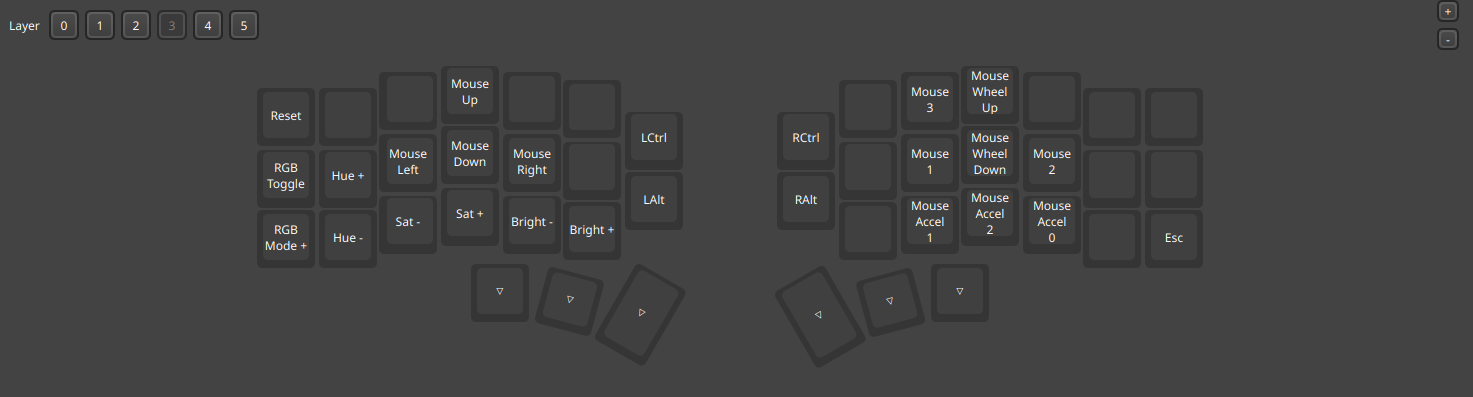 Layer 0 1 2 3 4 5
+
-
Reset
Mouse
Up
LCtrl
RCtrl
Mouse
3
Mouse
Wheel
Up
RGB
Toggle
Hue +
Mouse
Left
Mouse
Down
Mouse
Right
LAlt
RAlt
Mouse
1
Mouse
Wheel
Down
Mouse
2
RGB
Mode +
Hue -
Sat -
Sat +
Bright -
Bright +
Mouse
Accel
1
Mouse
Accel
2
Mouse
Accel
0
Esc
▽ ▽ ▽ ▽ ▽ ▽